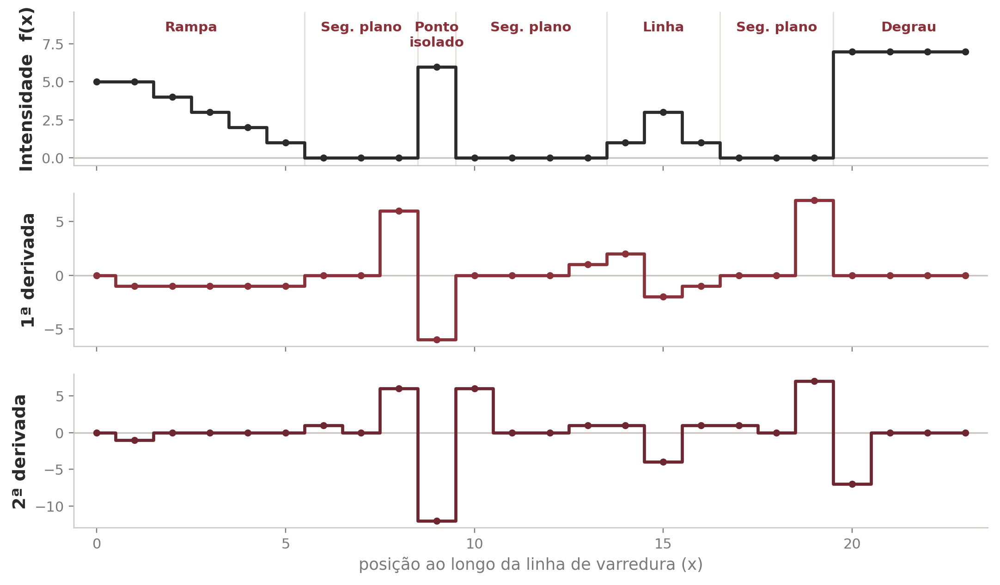 Rampa
Seg. plano
Ponto
isolado
Seg. plano
Linha
Seg. plano
Degrau
Intensidade f(x)
7.5
5.0
2.5
0.0
1ª derivada
5
0
−5
2ª derivada
5
0
−5
−10
0
5
10
15
20
posição ao longo da linha de varredura (x)